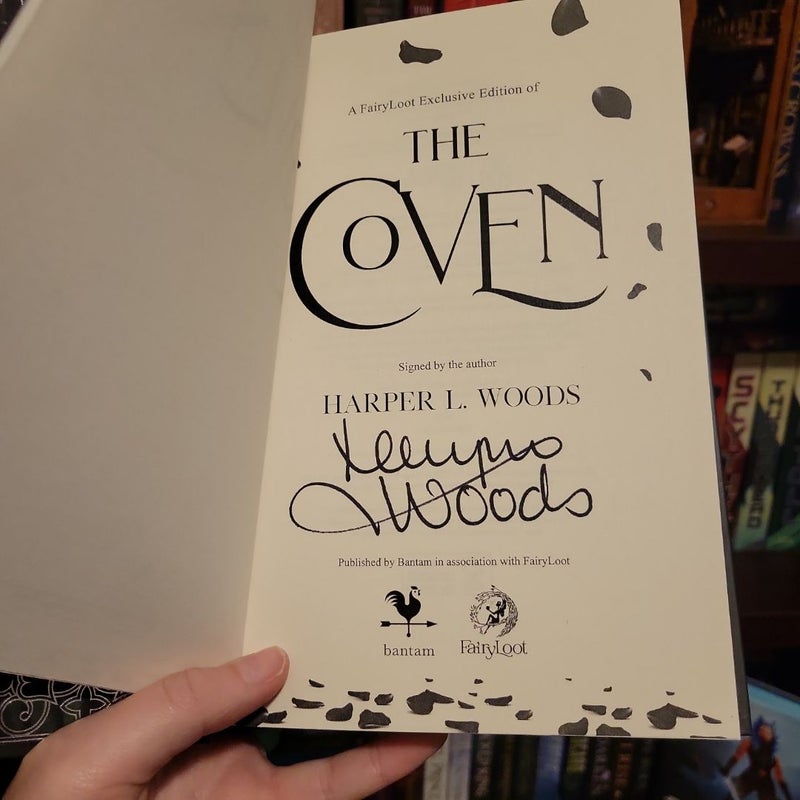 A FairyLoot Exclusive Edition of
THE
COVEN
Signed by the author
HARPER L. WOODS
Woods
Published by Bantam in association with FairyLoot
bantam
FairyLoot